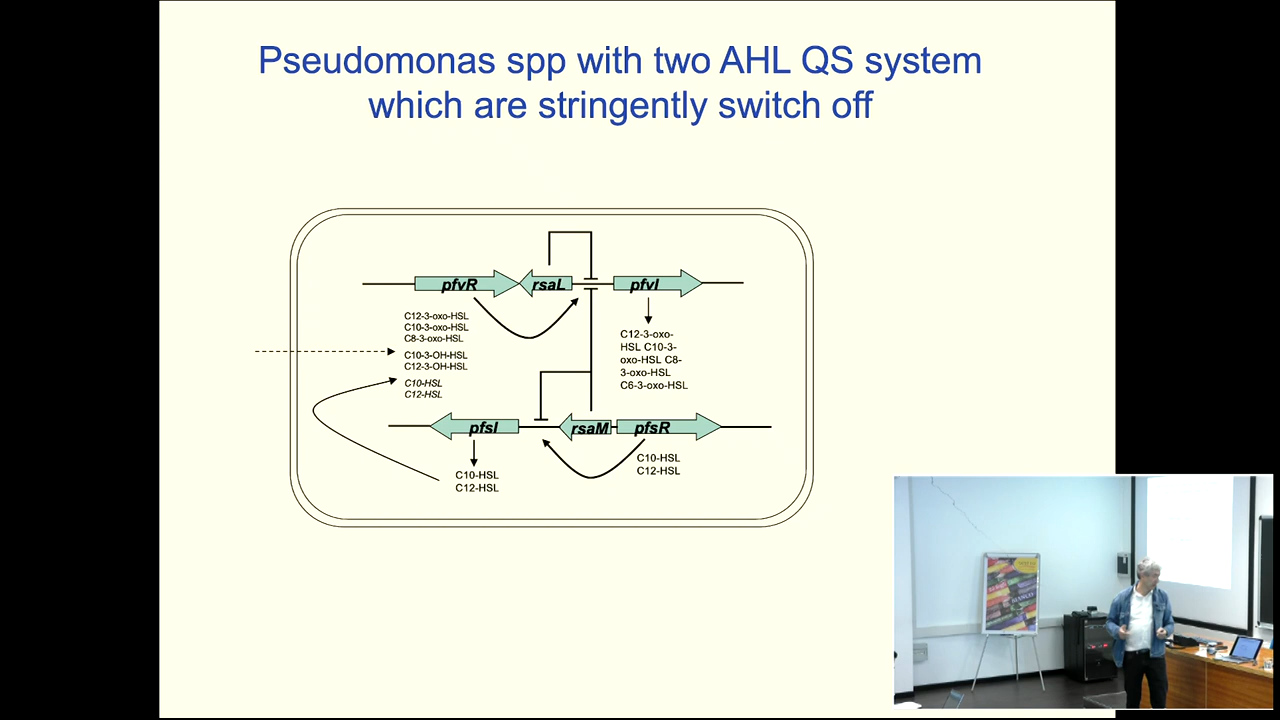 Pseudomonas spp with two AHL QS system
which are stringently switch off
pfvR
rsaL
pfvI
C12-3-oxo-HSL
C10-3-oxo-HSL
C8-3-oxo-HSL
C10-3-OH-HSL
C12-3-OH-HSL
C10-HSL
C12-HSL
C12-3-oxo-
HSL C10-3-
oxo-HSL C8-
3-oxo-HSL
C6-3-oxo-HSL
pfsI
rsaM
pfsR
C10-HSL
C12-HSL
C10-HSL
C12-HSL